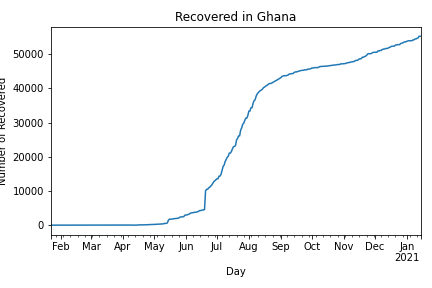 Recovered in Ghana
Number of Recovered
50000
40000
30000
20000
10000
0
Feb Mar Apr May Jun Jul Aug Sep Oct Nov Dec Jan
2021
Day